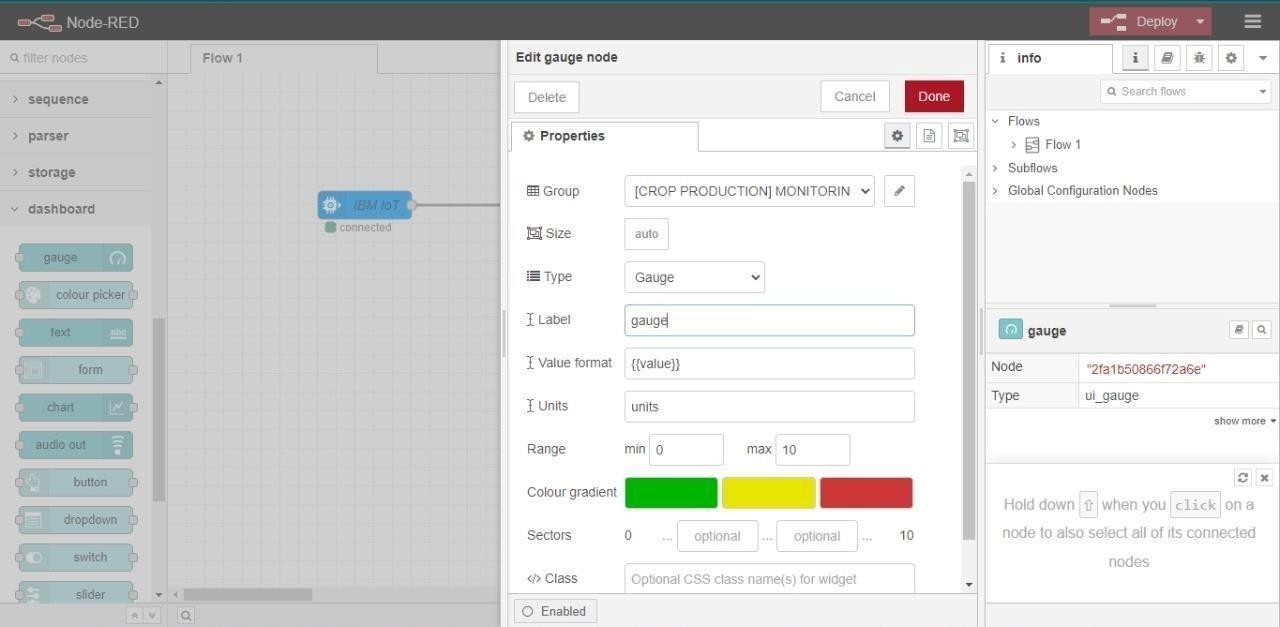 Node-RED
Deploy
filter nodes
Flow 1
sequence
parser
storage
dashboard
gauge
colour picker
text
abc
form
chart
audio out
button
dropdown
switch
slider
IBM IoT
connected
Edit gauge node
Delete
Cancel
Done
Properties
Group
[CROP PRODUCTION] MONITORIN
Size
auto
Type
Gauge
Label
gauge
Value format
{{value}}
Units
units
Range
min 0
max 10
Colour gradient
Sectors
0 ... optional ... optional ... 10
</> Class
Optional CSS class name(s) for widget
Enabled
i info
i
Search flows
Flows
Flow 1
Subflows
Global Configuration Nodes
gauge
Node "2fa1b50866f72a6e"
Type ui_gauge
show more
Hold down ⇧ when you click on a
node to also select all of its connected
nodes